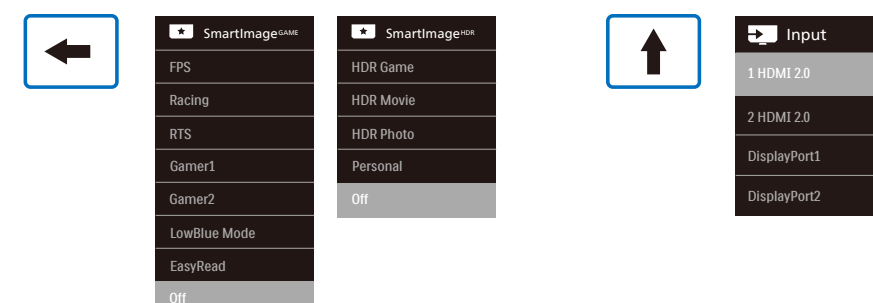 SmartImageGAME
FPS
Racing
RTS
Gamer1
Gamer2
LowBlue Mode
EasyRead
Off
SmartImageHDR
HDR Game
HDR Movie
HDR Photo
Personal
Off
Input
1 HDMI 2.0
2 HDMI 2.0
DisplayPort1
DisplayPort2